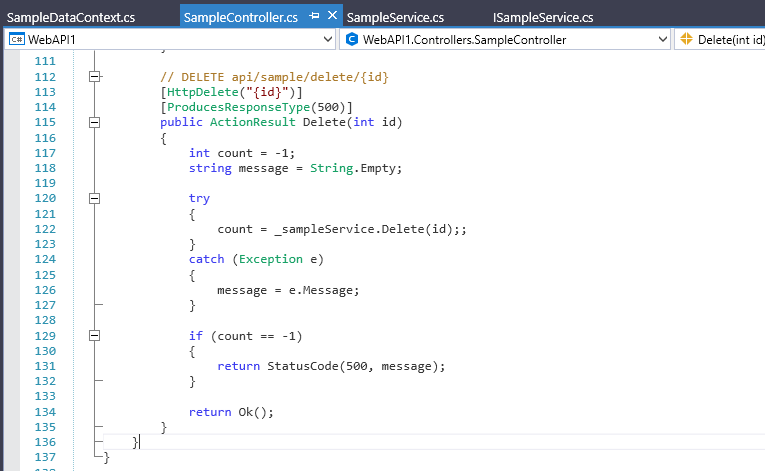 SampleDataContext.cs SampleController.cs SampleService.cs ISampleService.cs
C# WebAPI1 WebAPI1.Controllers.SampleController Delete(int id)
111
112 // DELETE api/sample/delete/{id}
113 [HttpDelete("{id}")]
114 [ProducesResponseType(500)]
115 public ActionResult Delete(int id)
116 {
117 int count = -1;
118 string message = String.Empty;
119
120 try
121 {
122 count = _sampleService.Delete(id);;
123 }
124 catch (Exception e)
125 {
126 message = e.Message;
127 }
128
129 if (count == -1)
130 {
131 return StatusCode(500, message);
132 }
133
134 return Ok();
135 }
136 }
137 }